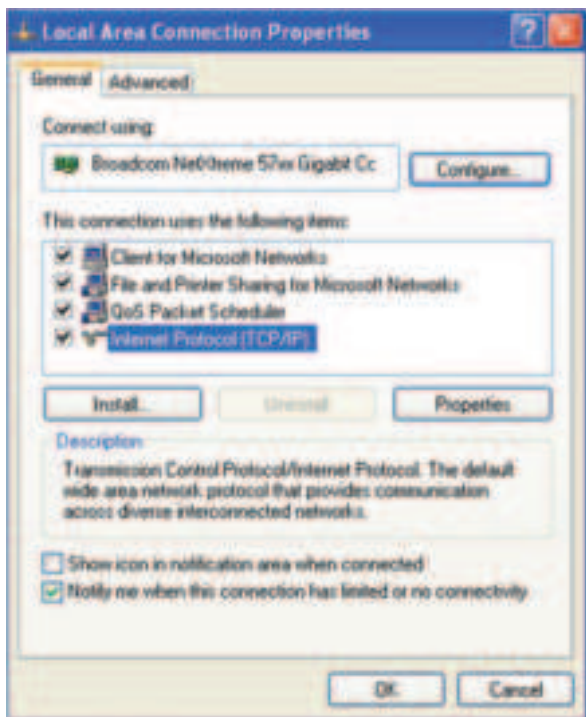 Local Area Connection Properties
General Advanced
Connect using:
Broadcom NetXtreme 57xx Gigabit Cc
Configure...
This connection uses the following items:
Client for Microsoft Networks
File and Printer Sharing for Microsoft Networks
QoS Packet Scheduler
Internet Protocol (TCP/IP)
Install... Uninstall Properties
Description
Transmission Control Protocol/Internet Protocol. The default
wide area network protocol that provides communication
across diverse interconnected networks.
Show icon in notification area when connected
Notify me when this connection has limited or no connectivity
OK Cancel